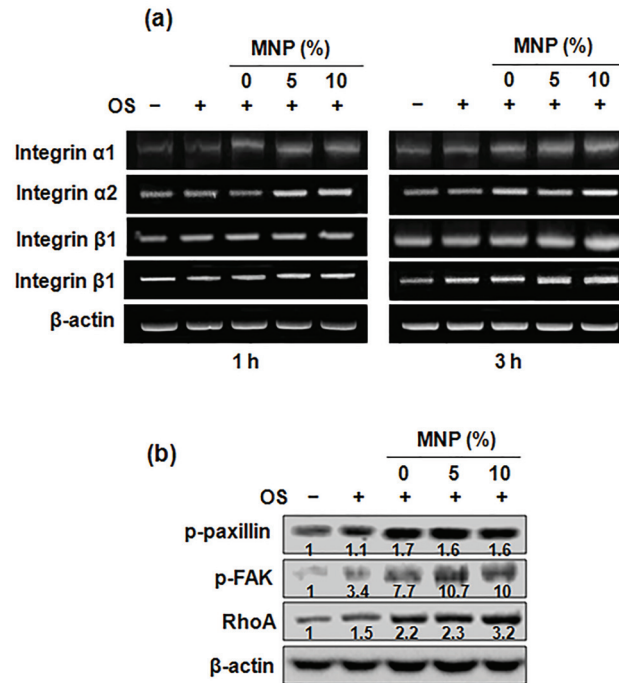 (a)
MNP (%) MNP (%)
0 5 10 0 5 10
OS − + + + + − + + + +
Integrin α1
Integrin α2
Integrin β1
Integrin β1
β-actin
1 h 3 h
(b)
MNP (%)
0 5 10
OS − + + + +
p-paxillin
1 1.1 1.7 1.6 1.6
p-FAK
1 3.4 7.7 10.7 10
RhoA
1 1.5 2.2 2.3 3.2
β-actin